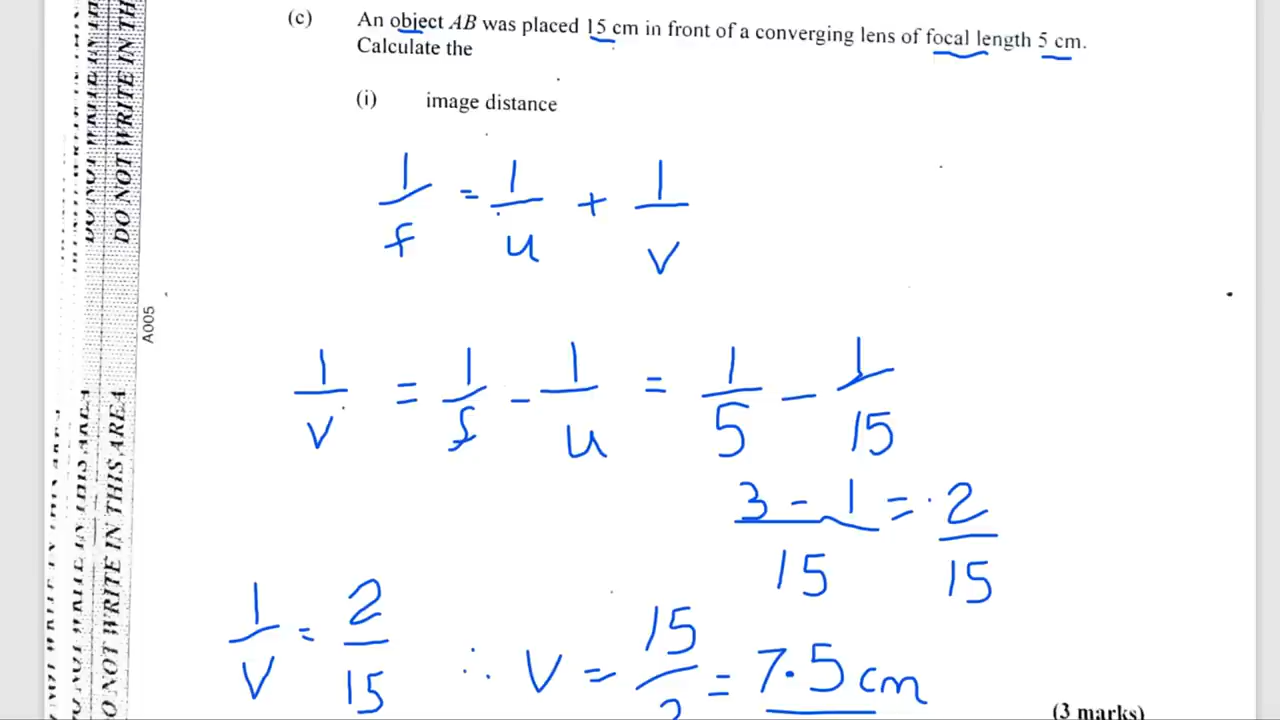 (c) An object AB was placed 15 cm in front of a converging lens of focal length 5 cm.
Calculate the
(i) image distance
1/f = 1/u + 1/v
1/v = 1/f - 1/u = 1/5 - 1/15
3 - 1/15 = 2/15
1/v = 2/15 ∴ v = 15/2 = 7.5 cm
(3 marks)
A005
DO NOT WRITE IN TH
DO NOT WRITE IN THIS AREA